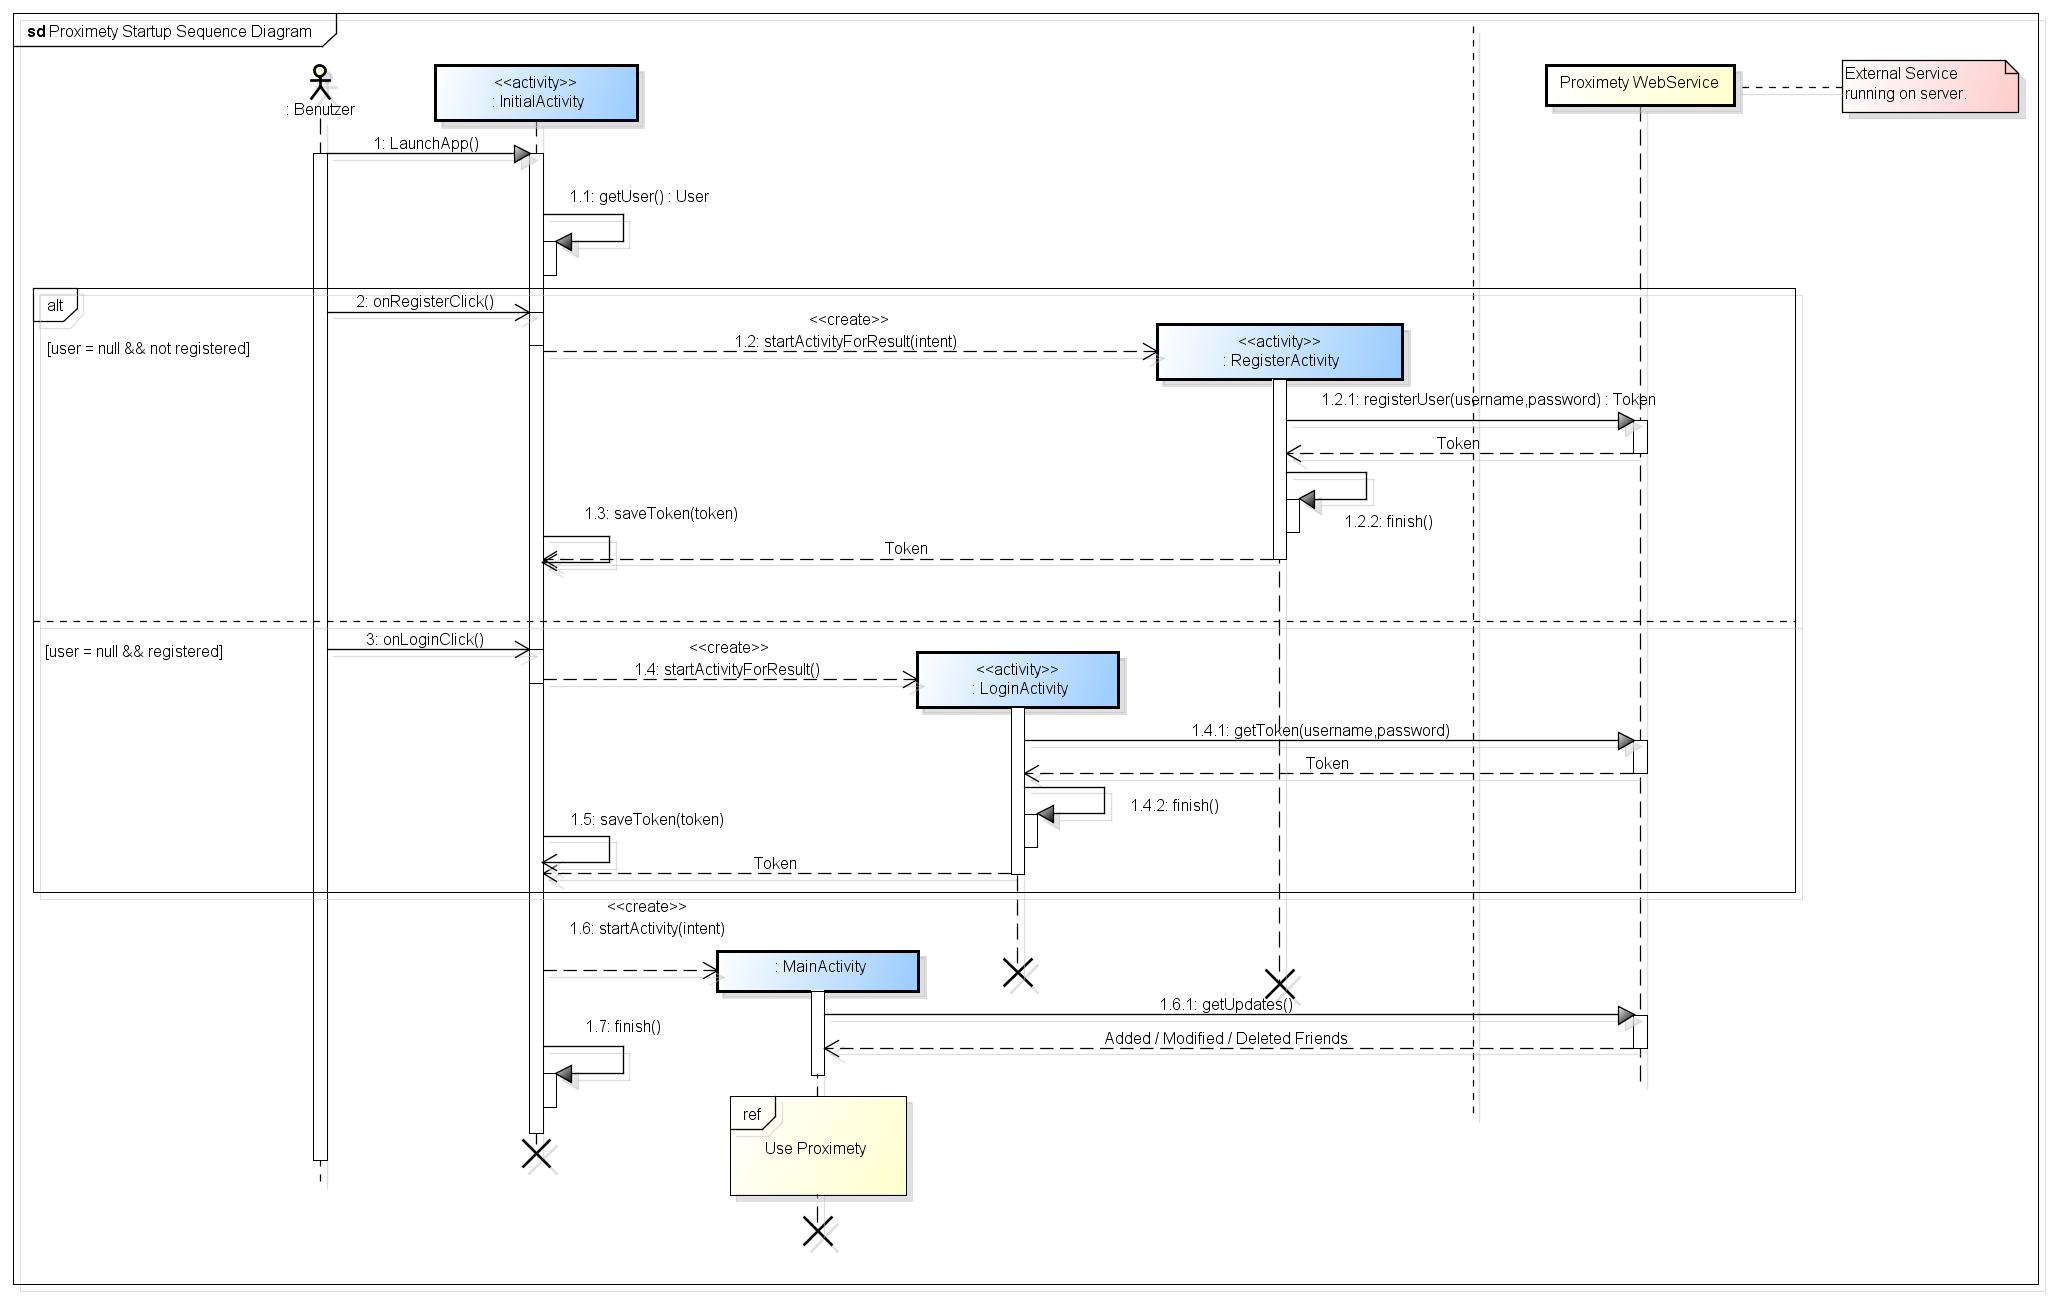 sd Proximety Startup Sequence Diagram
: Benutzer
<<activity>>
: InitialActivity
Proximety WebService
External Service
running on server.
1: LaunchApp()
1.1: getUser() : User
alt
2: onRegisterClick()
[user = null && not registered]
<<create>>
1.2: startActivityForResult(intent)
<<activity>>
: RegisterActivity
1.2.1: registerUser(username,password) : Token
Token
1.2.2: finish()
1.3: saveToken(token)
Token
3: onLoginClick()
[user = null && registered]
<<create>>
1.4: startActivityForResult()
<<activity>>
: LoginActivity
1.4.1: getToken(username,password)
Token
1.4.2: finish()
1.5: saveToken(token)
Token
<<create>>
1.6: startActivity(intent)
: MainActivity
1.6.1: getUpdates()
1.7: finish()
Added / Modified / Deleted Friends
ref
Use Proximety